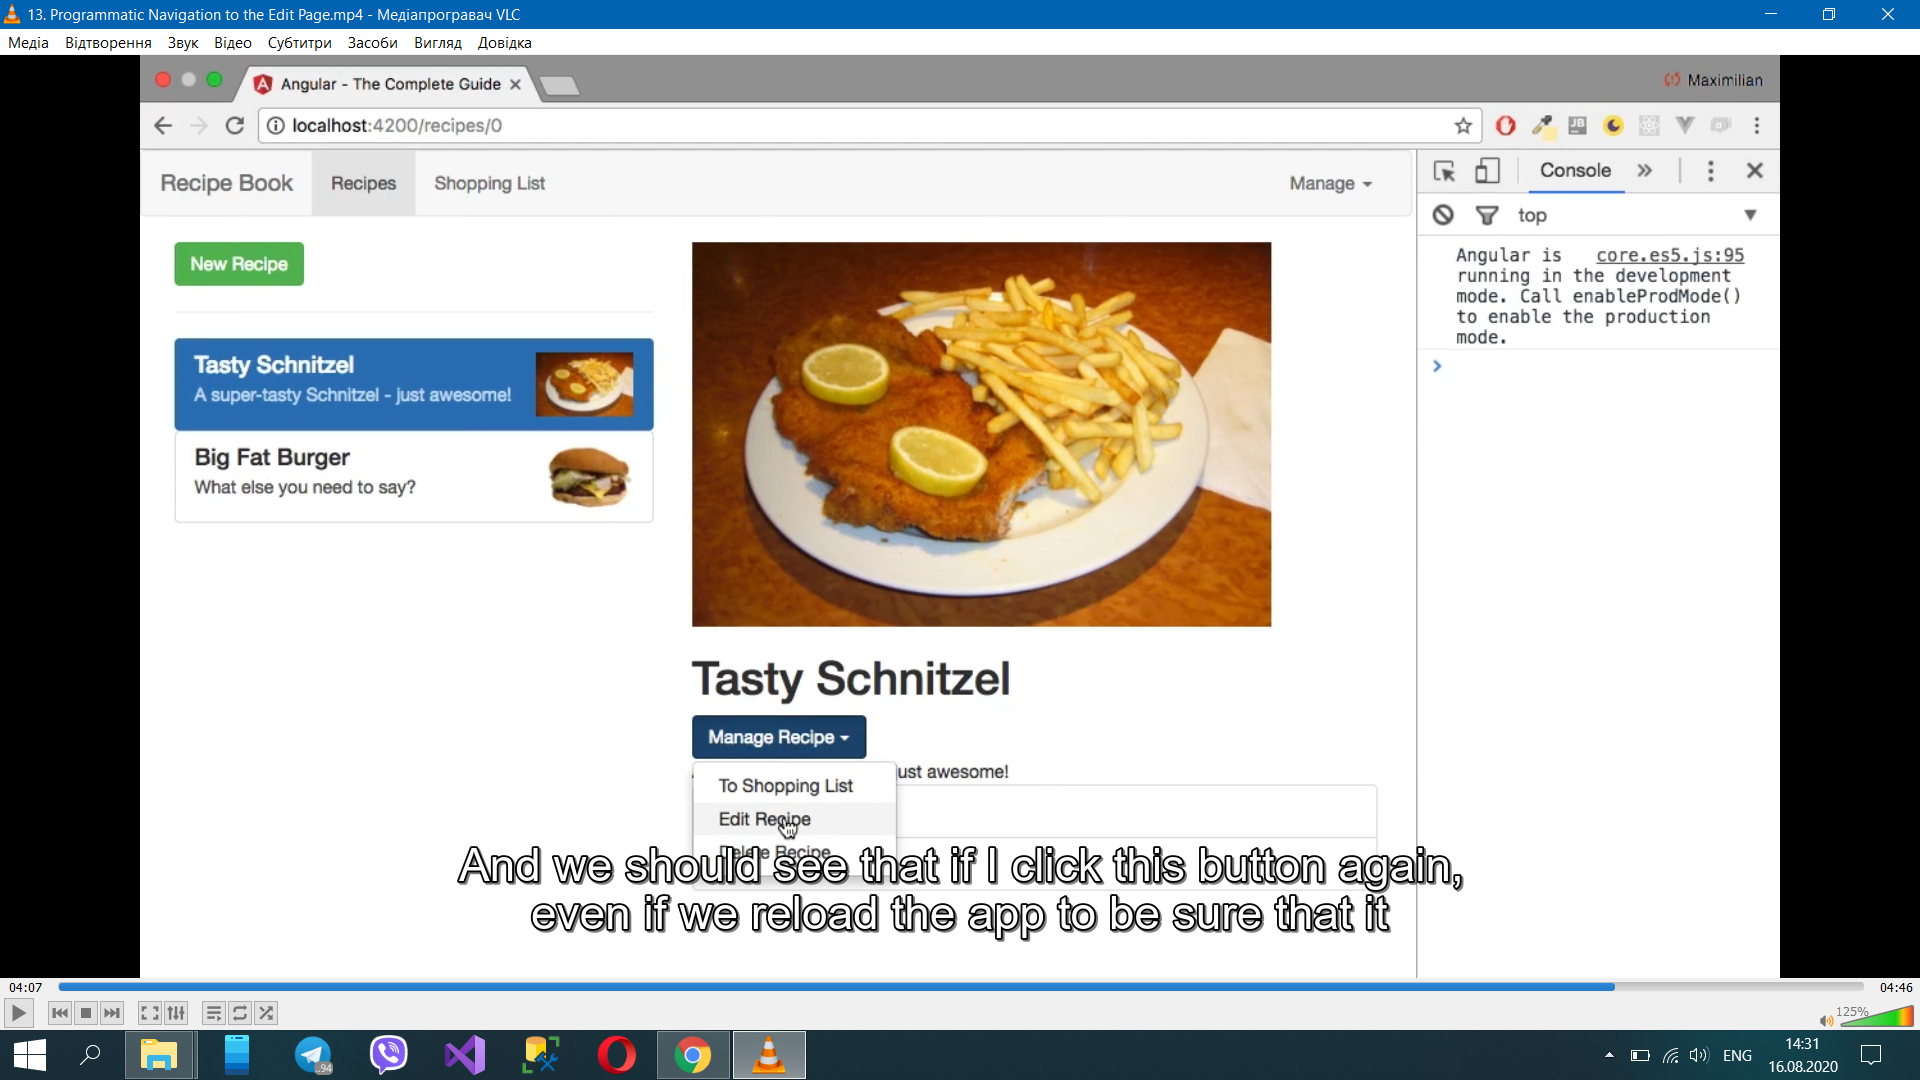 13. Programmatic Navigation to the Edit Page.mp4 - Медіапрогравач VLC
Медіа Відтворення Звук Відео Субтитри Засоби Вигляд Довідка
Angular - The Complete Guide
Maximilian
localhost:4200/recipes/0
JB
Recipe Book Recipes Shopping List Manage
Console
top
New Recipe
Angular is core.es5.js:95
running in the development
mode. Call enableProdMode()
to enable the production
mode.
Tasty Schnitzel
A super-tasty Schnitzel - just awesome!
Big Fat Burger
What else you need to say?
Tasty Schnitzel
Manage Recipe
ust awesome!
To Shopping List
Edit Recipe
Delete Recipe
And we should see that if I click this button again,
even if we reload the app to be sure that it
04:07 04:46
125%
..94
ENG
14:31
16.08.2020